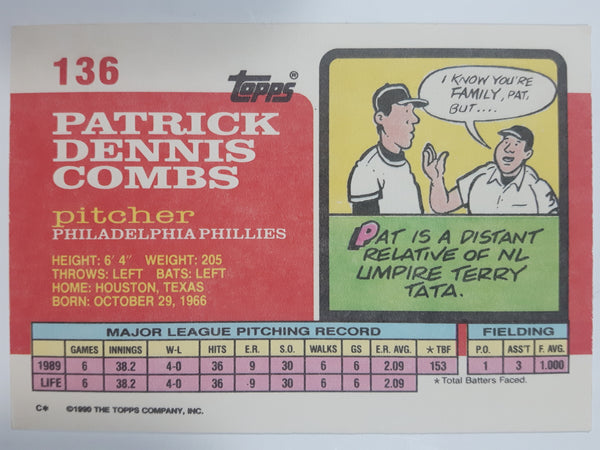 136
Topps®
PATRICK
DENNIS
COMBS
pitcher
PHILADELPHIA PHILLIES
HEIGHT: 6' 4" WEIGHT: 205
THROWS: LEFT BATS: LEFT
HOME: HOUSTON, TEXAS
BORN: OCTOBER 29, 1966
I KNOW YOU'RE
FAMILY, PAT,
BUT....
PAT IS A DISTANT
RELATIVE OF NL
UMPIRE TERRY
TATA.
MAJOR LEAGUE PITCHING RECORD FIELDING
GAMES INNINGS W-L HITS E.R. S.O. WALKS GS E.R. AVG. *TBF P.O. ASS'T F. AVG.
1989 6 38.2 4-0 36 9 30 6 6 2.09 153 1 3 1.000
LIFE 6 38.2 4-0 36 9 30 6 6 2.09
*Total Batters Faced.
C* ©1990 THE TOPPS COMPANY, INC.